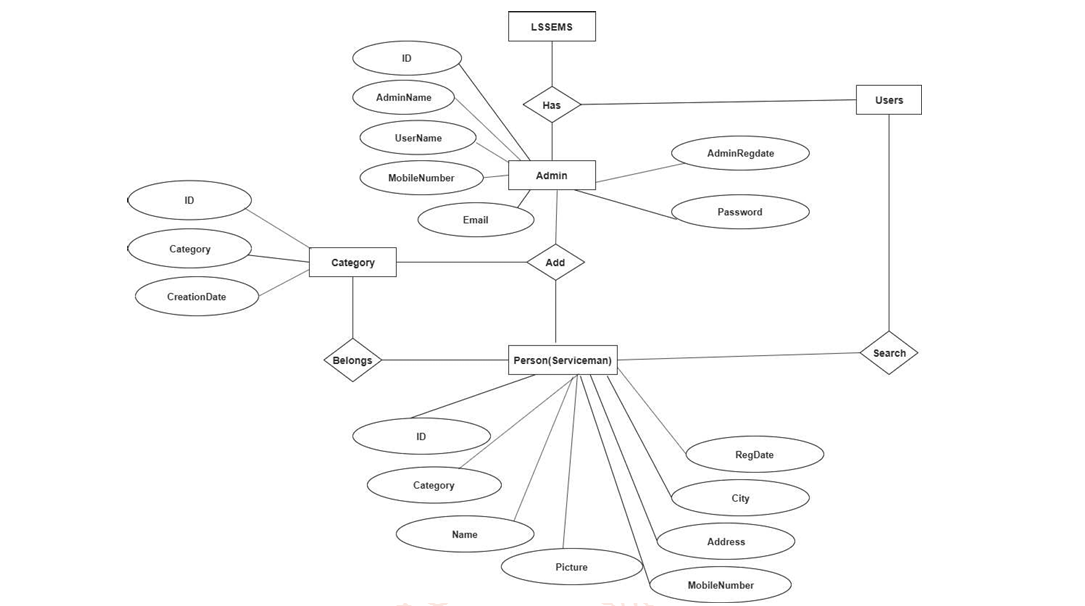 LSSEMS
ID
AdminName
Has
Users
UserName
AdminRegdate
MobileNumber
Admin
ID
Password
Email
Category
Category
Add
CreationDate
Belongs
Person(Serviceman)
Search
ID
RegDate
Category
City
Name
Address
Picture
MobileNumber